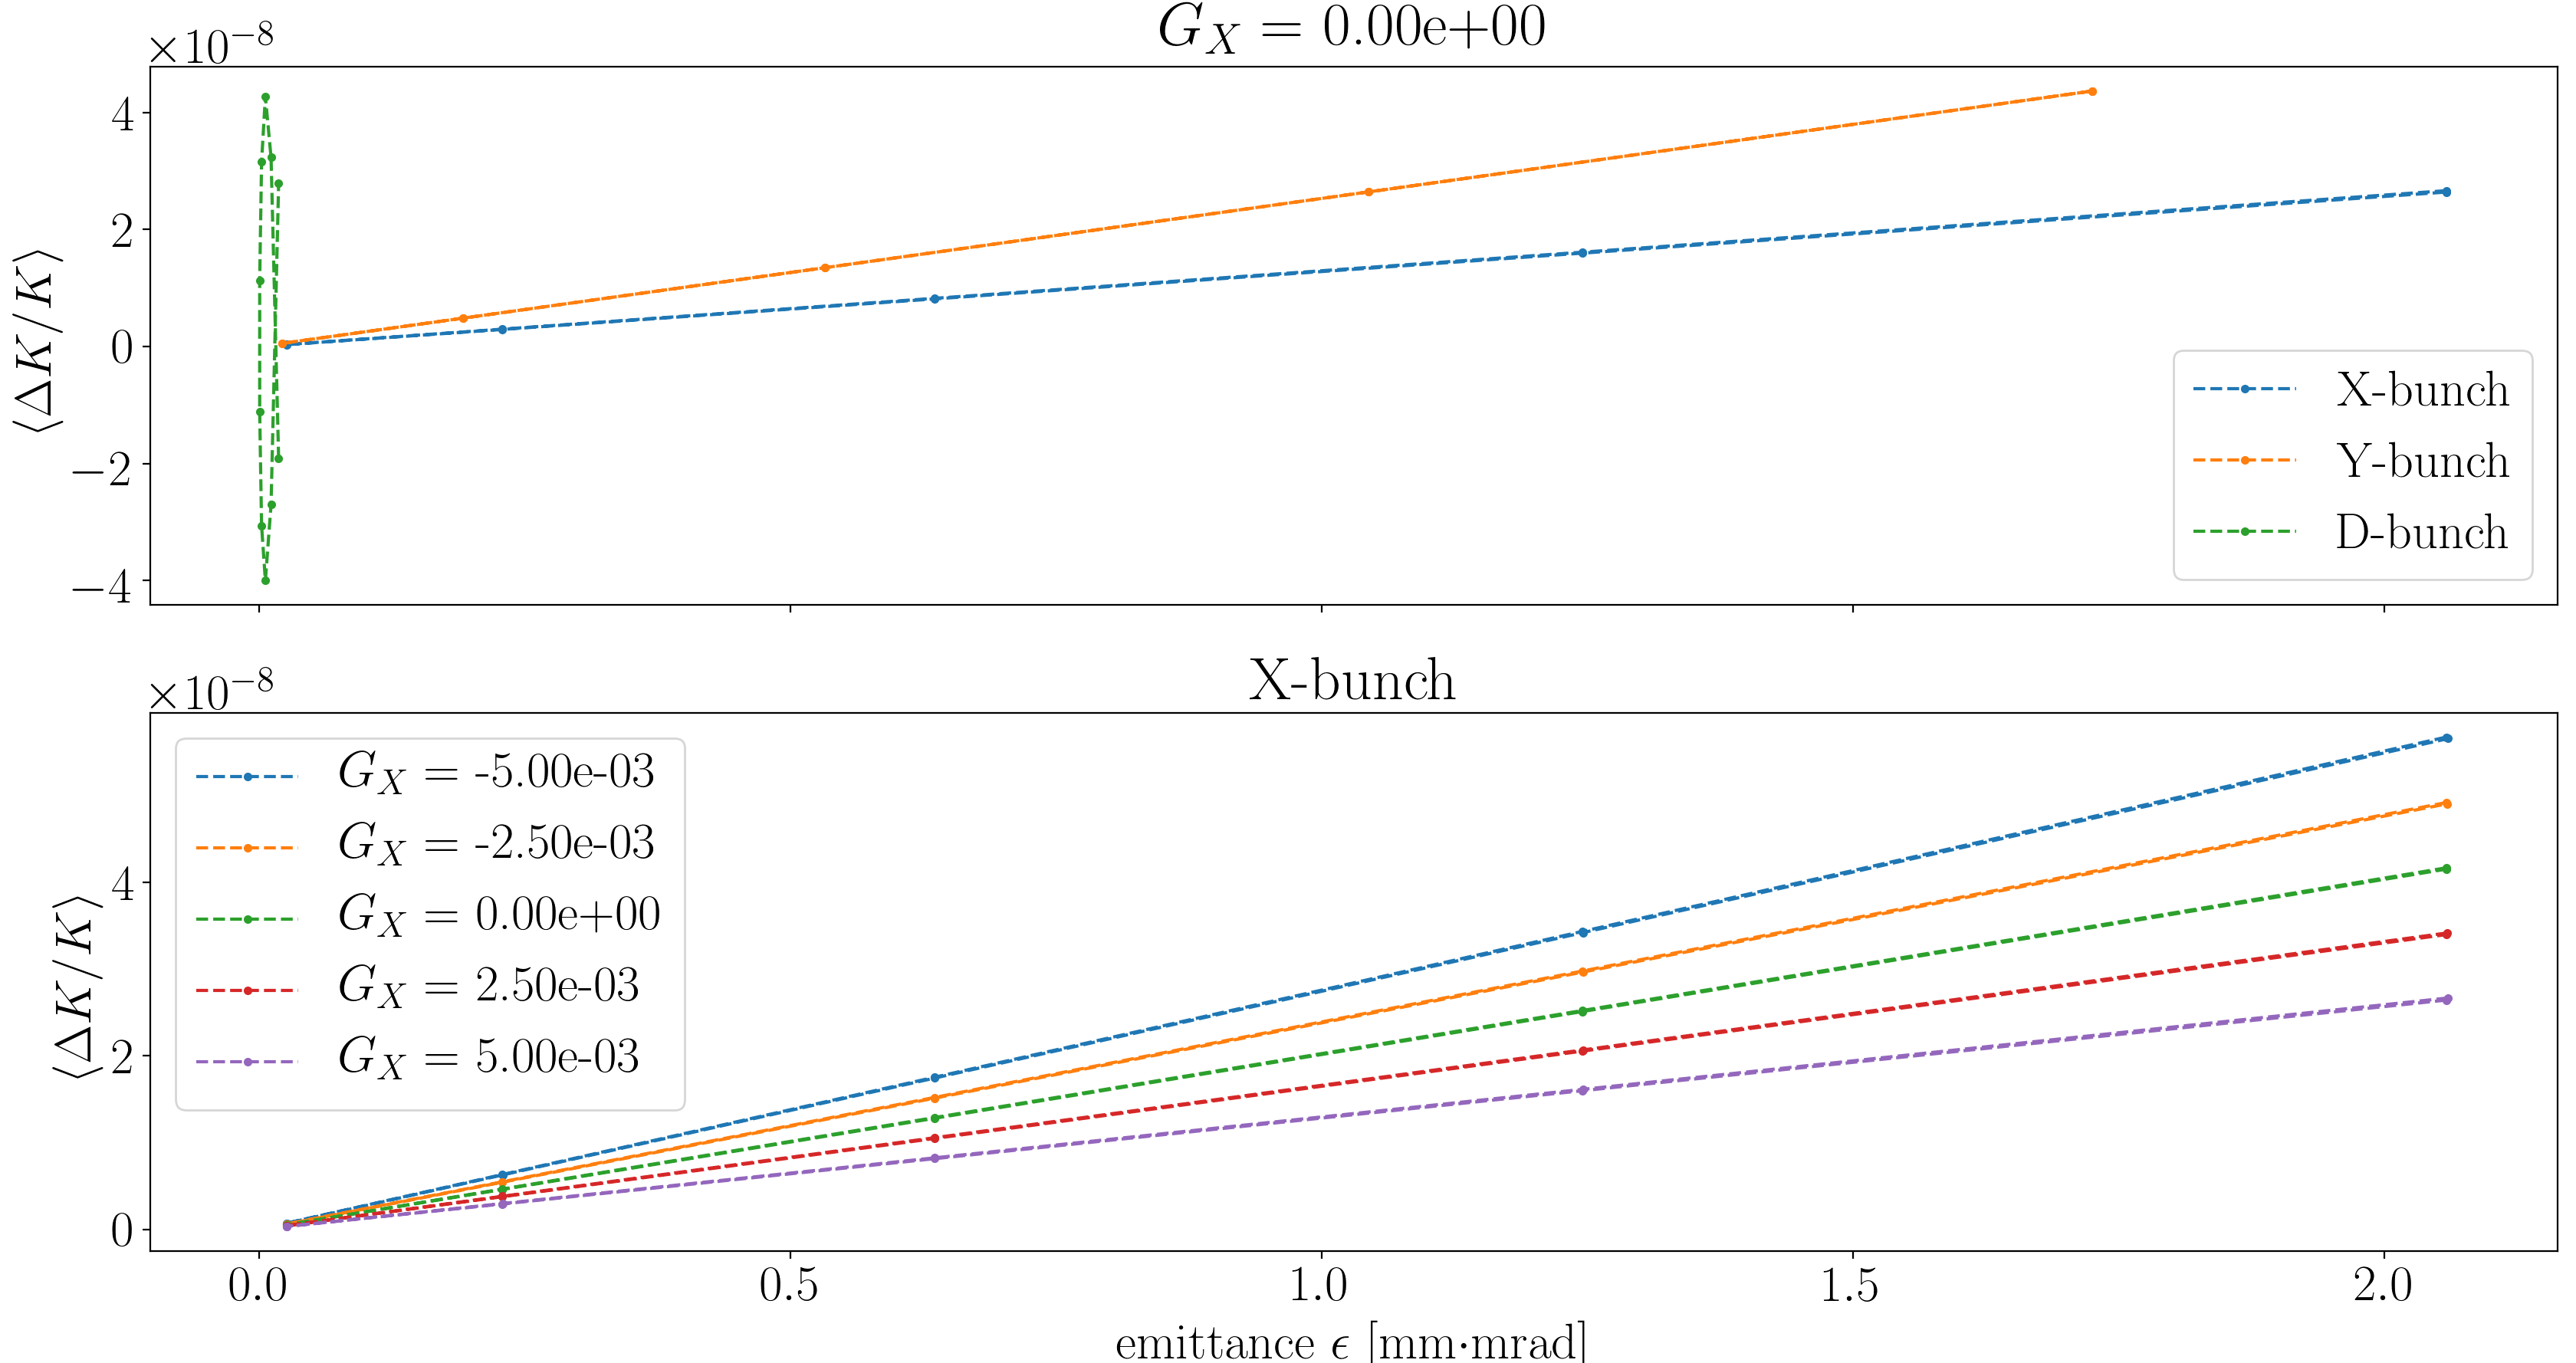 G_X = 0.00e+00
×10⁻⁸
4
2
0
−2
−4
⟨ΔK/K⟩
X-bunch
Y-bunch
D-bunch
X-bunch
×10⁻⁸
4
2
0
⟨ΔK/K⟩
G_X = -5.00e-03
G_X = -2.50e-03
G_X = 0.00e+00
G_X = 2.50e-03
G_X = 5.00e-03
0.0 0.5 1.0 1.5 2.0
emittance ϵ [mm·mrad]